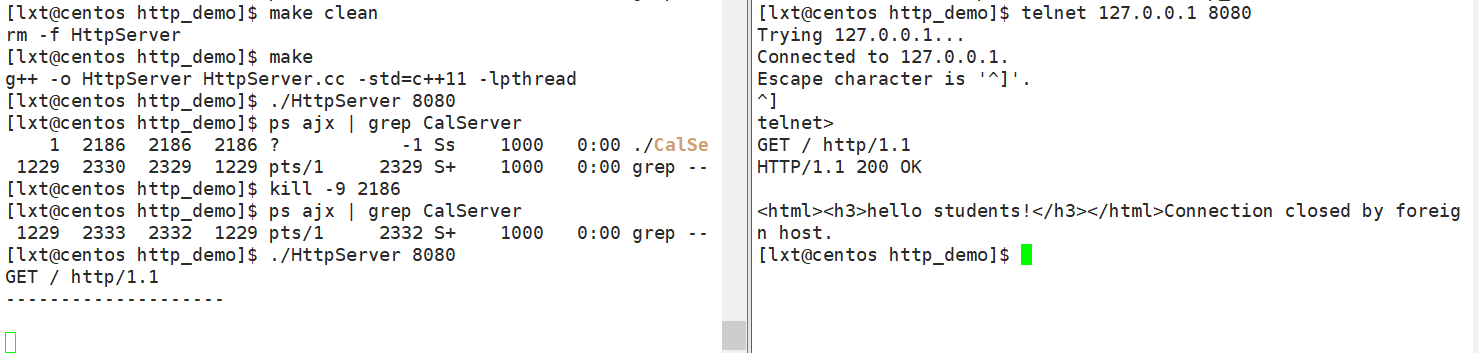 [lxt@centos http_demo]$ make clean
rm -f HttpServer
[lxt@centos http_demo]$ make
g++ -o HttpServer HttpServer.cc -std=c++11 -lpthread
[lxt@centos http_demo]$ ./HttpServer 8080
[lxt@centos http_demo]$ ps ajx | grep CalServer
    1  2186  2186  2186 ?           -1 Ss    1000   0:00 ./CalSe
 1229  2330  2329  1229 pts/1     2329 S+    1000   0:00 grep --
[lxt@centos http_demo]$ kill -9 2186
[lxt@centos http_demo]$ ps ajx | grep CalServer
 1229  2333  2332  1229 pts/1     2332 S+    1000   0:00 grep --
[lxt@centos http_demo]$ ./HttpServer 8080
GET / http/1.1
--------------------
[lxt@centos http_demo]$ telnet 127.0.0.1 8080
Trying 127.0.0.1...
Connected to 127.0.0.1.
Escape character is '^]'.
^]
telnet>
GET / http/1.1
HTTP/1.1 200 OK
<html><h3>hello students!</h3></html>Connection closed by foreig
n host.
[lxt@centos http_demo]$